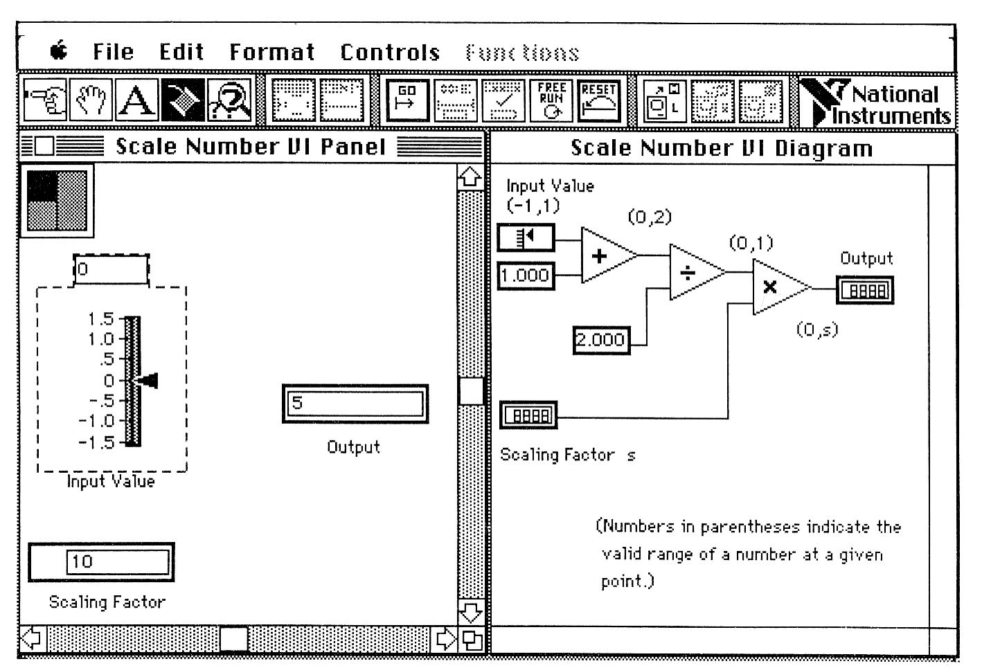 File Edit Format Controls Functions
A
GO
FREE
RUN
RESET
L
National
Instruments
Scale Number VI Panel
0
1.5
1.0
.5
0
-.5
-1.0
-1.5
Input Value
5
Output
10
Scaling Factor
Scale Number VI Diagram
Input Value
(-1,1)
(0,2)
+
1.000
(0,1)
÷
2.000
×
Output
8888
(0,s)
8888
Scaling Factor s
(Numbers in parentheses indicate the
valid range of a number at a given
point.)